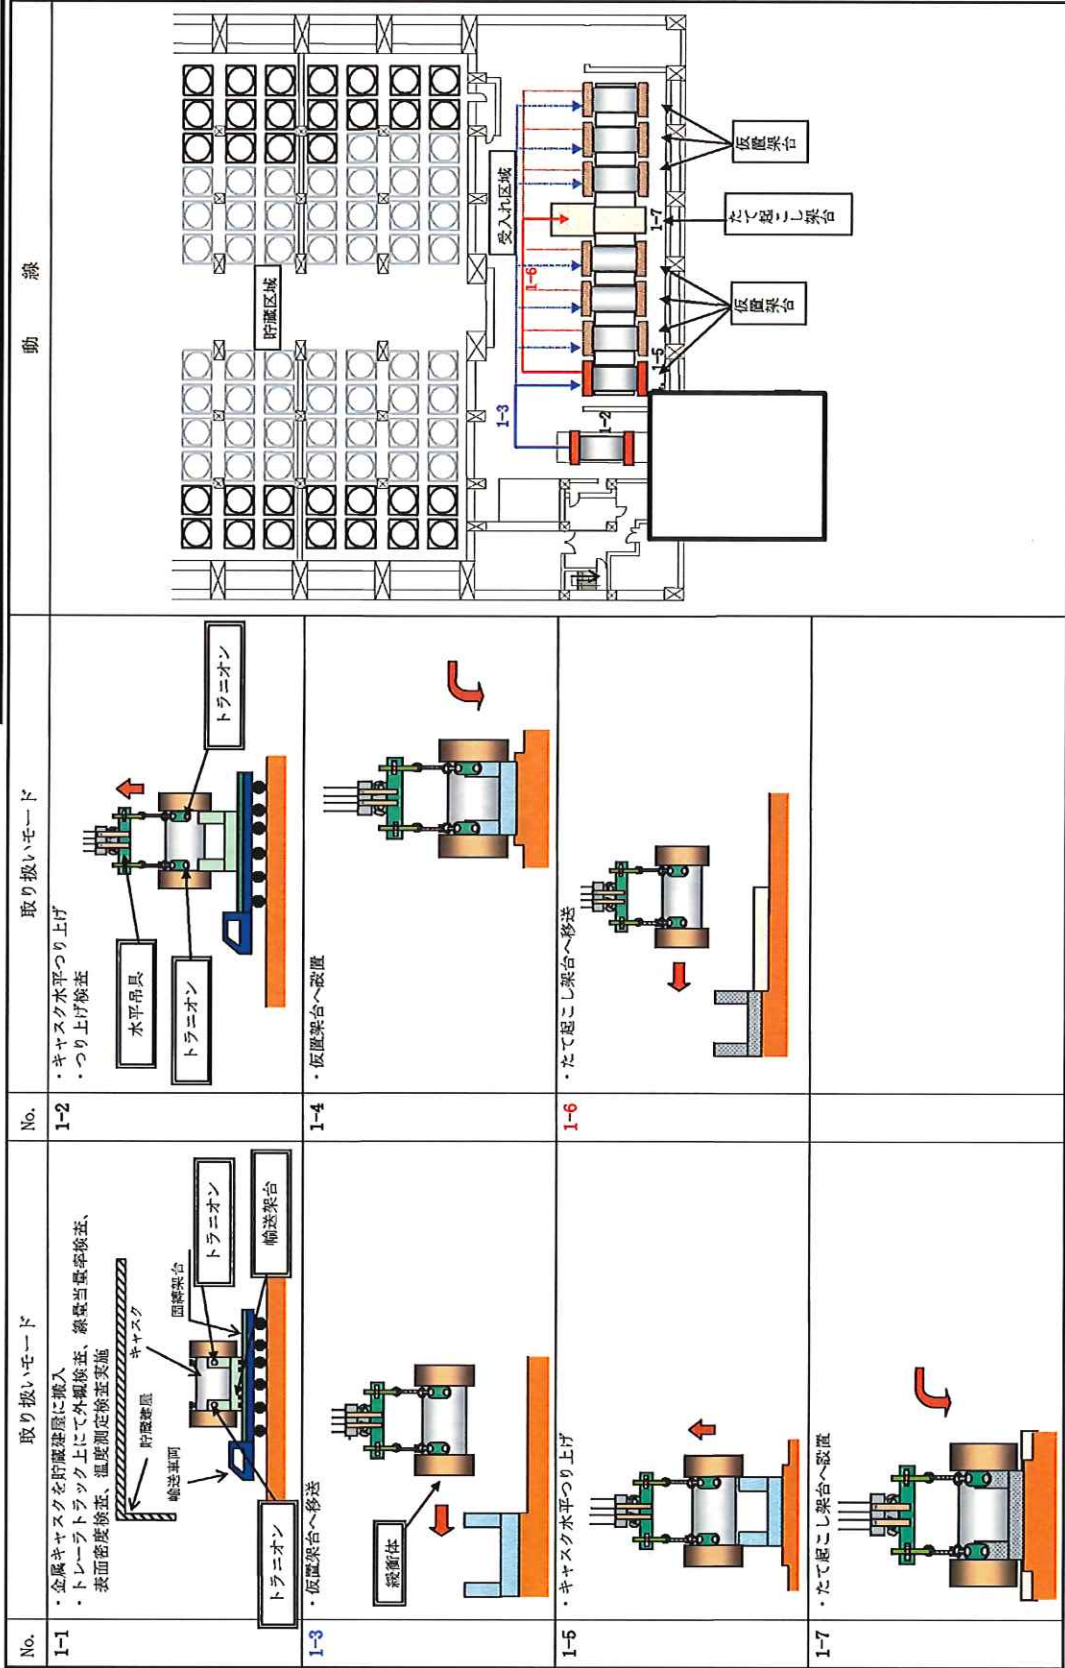 No.
取り扱いモード
No.
取り扱いモード
動線
1-1
・金属キャスクを貯蔵建屋に搬入
・トレーラトラック上にて外観検査、線量当量率検査、
表面密度検査、温度測定検査実施
キャスク
貯蔵建屋
輸送車両
固縛架台
トラニオン
トラニオン
輸送架台
1-2
・キャスク水平つり上げ
・つり上げ検査
水平吊具
トラニオン
トラニオン
1-3
・仮置架台へ移送
緩衝体
1-4
・仮置架台へ設置
1-5
・キャスク水平つり上げ
1-6
・たて起こし架台へ移送
1-7
・たて起こし架台へ設置
貯蔵区域
受入れ区域
1-3
1-6
1-2
1-5
1-7
仮置架台
たて起こし架台
仮置架台